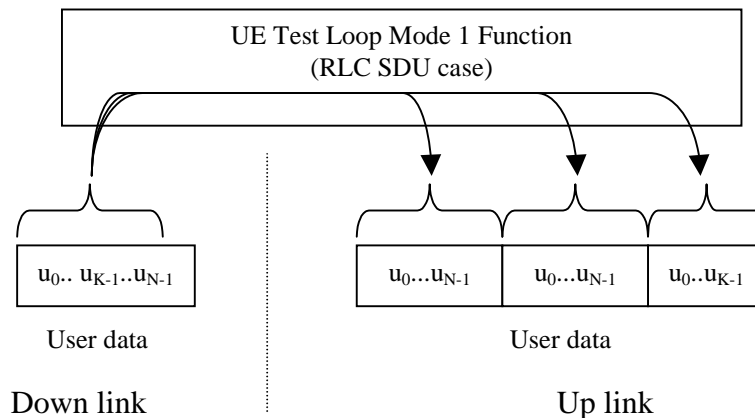 UE Test Loop Mode 1 Function
(RLC SDU case)
u0.. uK-1..uN-1
u0...uN-1
u0...uN-1
u0..uK-1
User data
User data
Down link
Up link